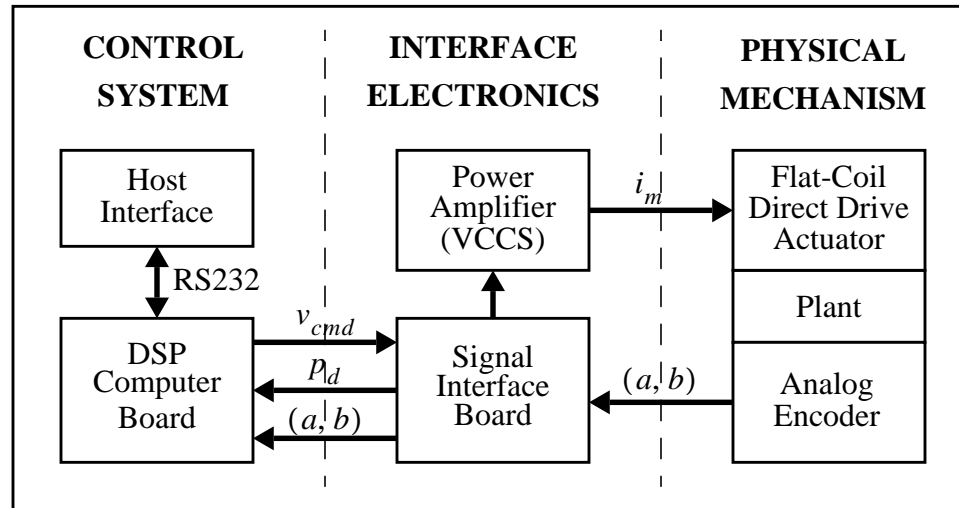 CONTROL
SYSTEM
INTERFACE
ELECTRONICS
PHYSICAL
MECHANISM
Host
Interface
RS232
DSP
Computer
Board
v_cmd
p_d
(a, b)
Power
Amplifier
(VCCS)
Signal
Interface
Board
i_m
(a, b)
Flat-Coil
Direct Drive
Actuator
Plant
Analog
Encoder